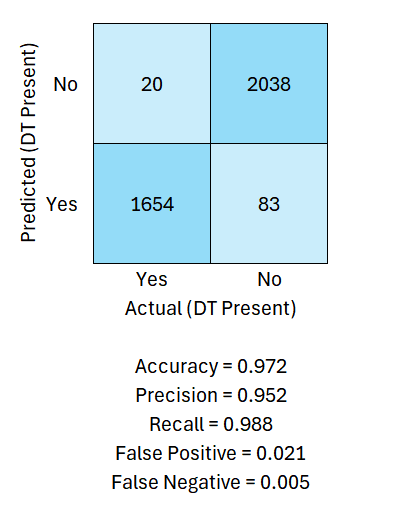 Predicted (DT Present)
No
20
2038
Yes
1654
83
Yes
No
Actual (DT Present)
Accuracy = 0.972
Precision = 0.952
Recall = 0.988
False Positive = 0.021
False Negative = 0.005